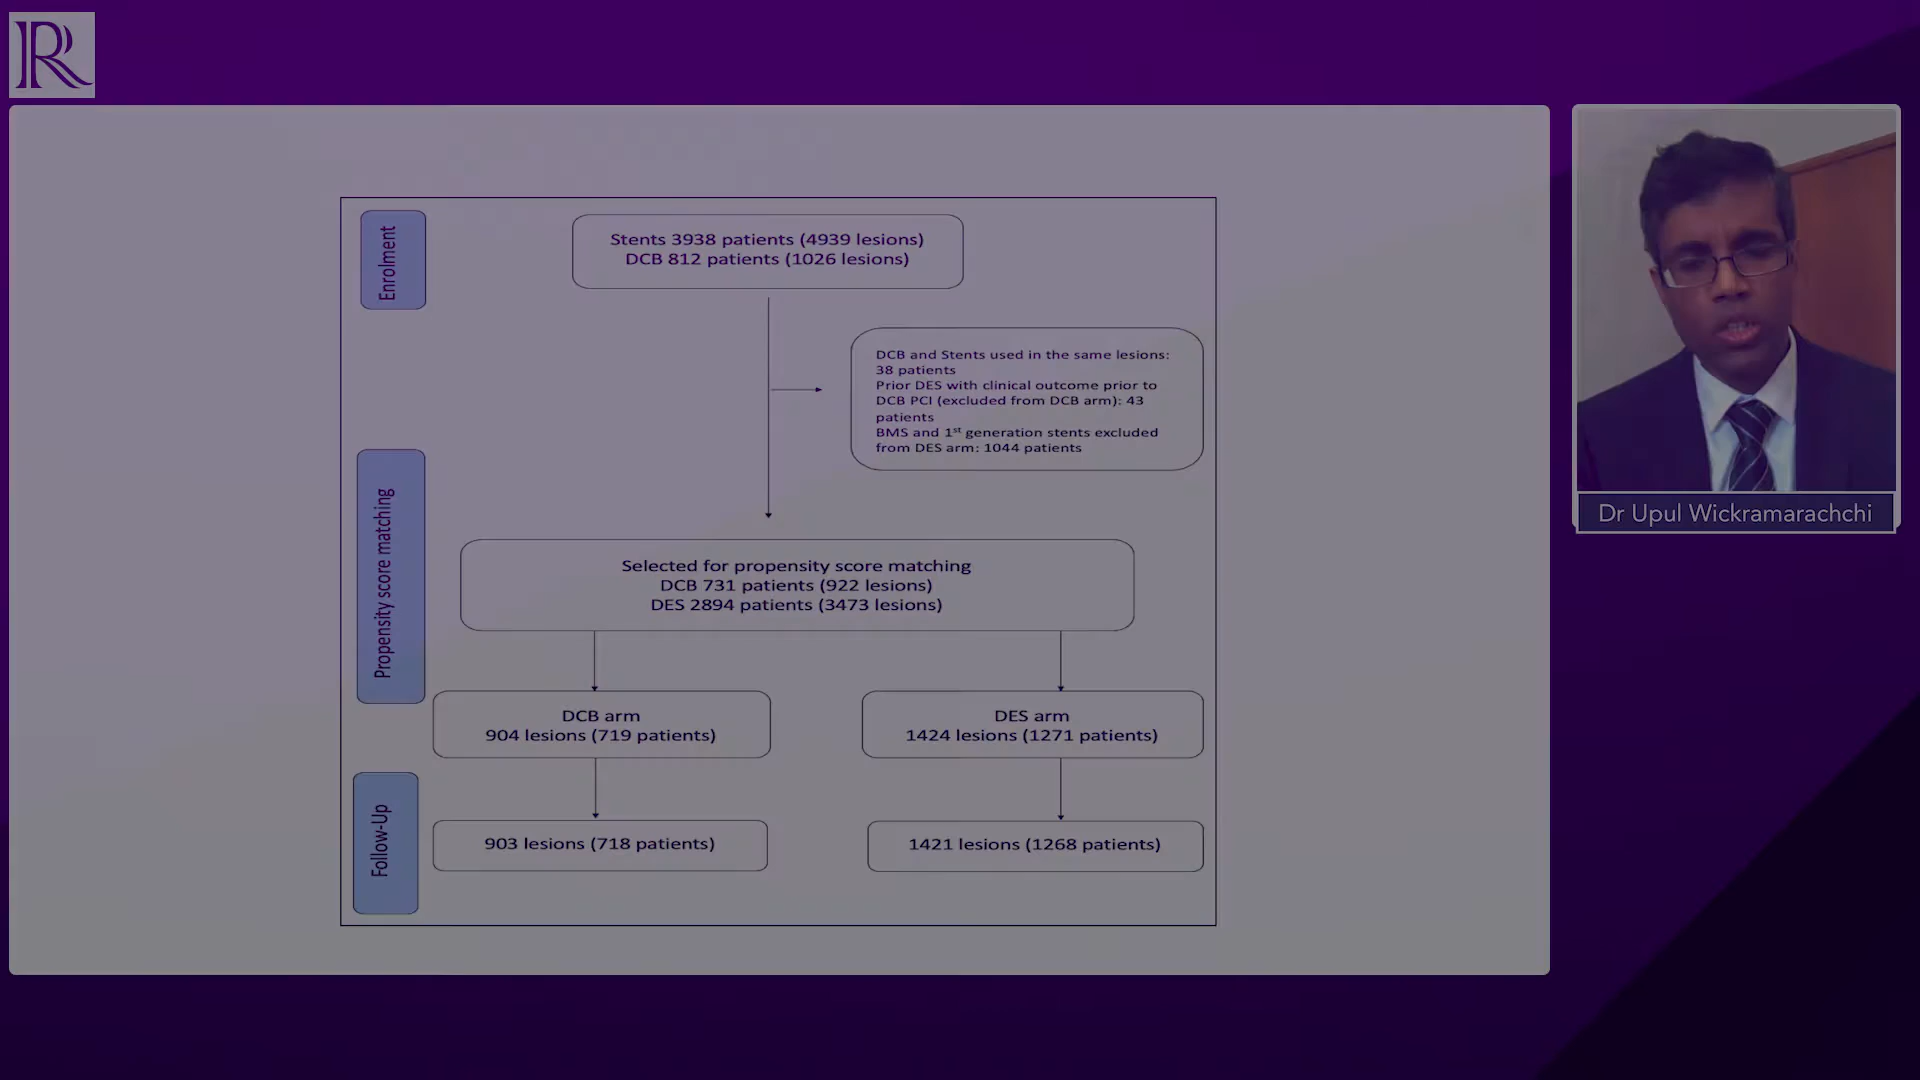 R
Enrolment
Stents 3938 patients (4939 lesions)
DCB 812 patients (1026 lesions)
DCB and Stents used in the same lesions:
38 patients
Prior DES with clinical outcome prior to
DCB PCI (excluded from DCB arm): 43
patients
BMS and 1st generation stents excluded
from DES arm: 1044 patients
Propensity score matching
Selected for propensity score matching
DCB 731 patients (922 lesions)
DES 2894 patients (3473 lesions)
DCB arm
904 lesions (719 patients)
DES arm
1424 lesions (1271 patients)
Follow-Up
903 lesions (718 patients)
1421 lesions (1268 patients)
Dr Upul Wickramarachchi